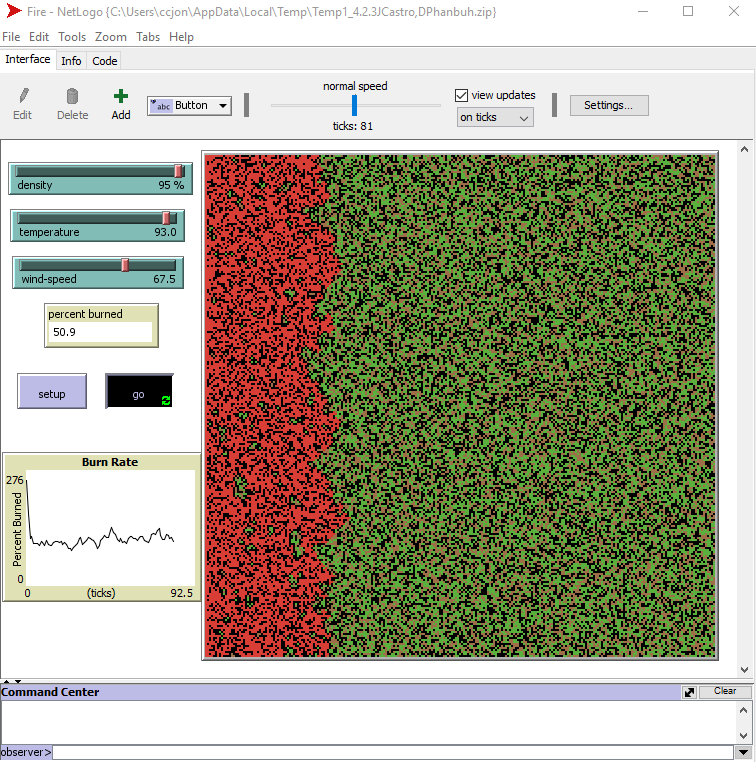 Fire - NetLogo {C:\Users\ccjon\AppData\Local\Temp\Temp1_4.2.3JCastro,DPhanbuh.zip}
File Edit Tools Zoom Tabs Help
Interface Info Code
normal speed
view updates
Edit Delete Add
abc Button
on ticks
Settings...
ticks: 81
density 95 %
temperature 93.0
wind-speed 67.5
percent burned
50.9
setup
go
Burn Rate
276
Percent Burned
0
0 (ticks) 92.5
Command Center
Clear
observer>